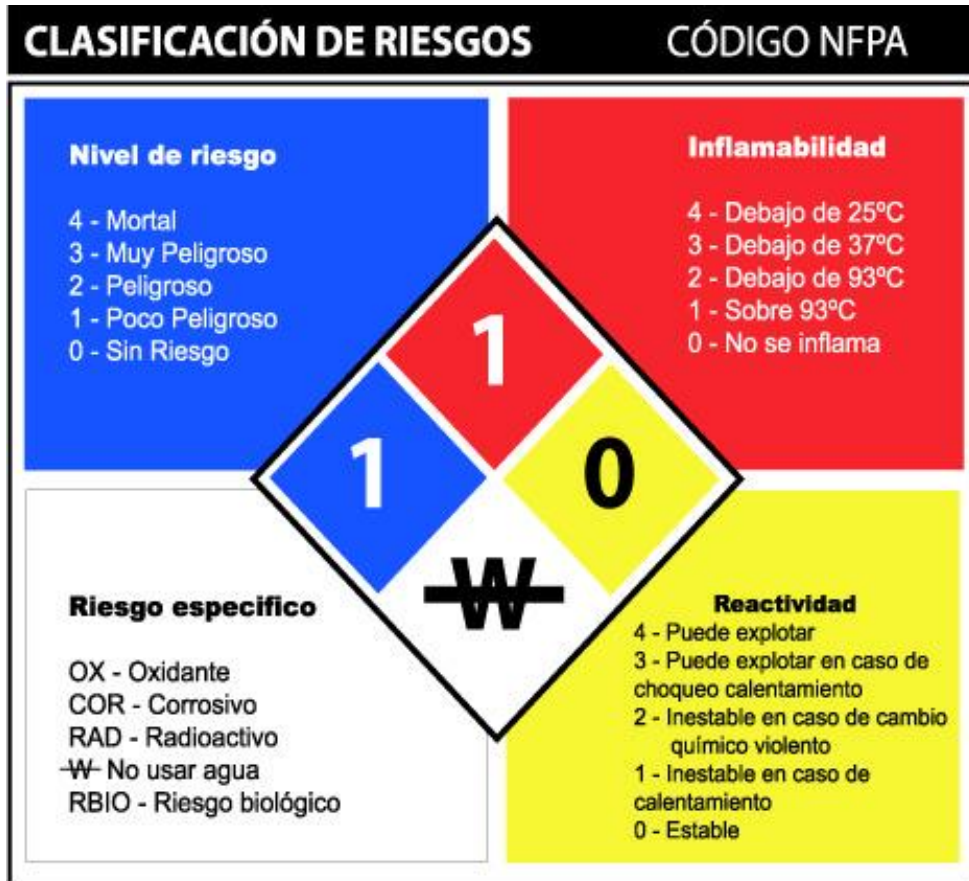 CLASIFICACIÓN DE RIESGOS CÓDIGO NFPA
Nivel de riesgo
4 - Mortal
3 - Muy Peligroso
2 - Peligroso
1 - Poco Peligroso
0 - Sin Riesgo
Inflamabilidad
4 - Debajo de 25ºC
3 - Debajo de 37ºC
2 - Debajo de 93ºC
1 - Sobre 93ºC
0 - No se inflama
1
1
0
W
Riesgo especifico
OX - Oxidante
COR - Corrosivo
RAD - Radioactivo
W No usar agua
RBIO - Riesgo biológico
Reactividad
4 - Puede explotar
3 - Puede explotar en caso de
choqueo calentamiento
2 - Inestable en caso de cambio
químico violento
1 - Inestable en caso de
calentamiento
0 - Estable